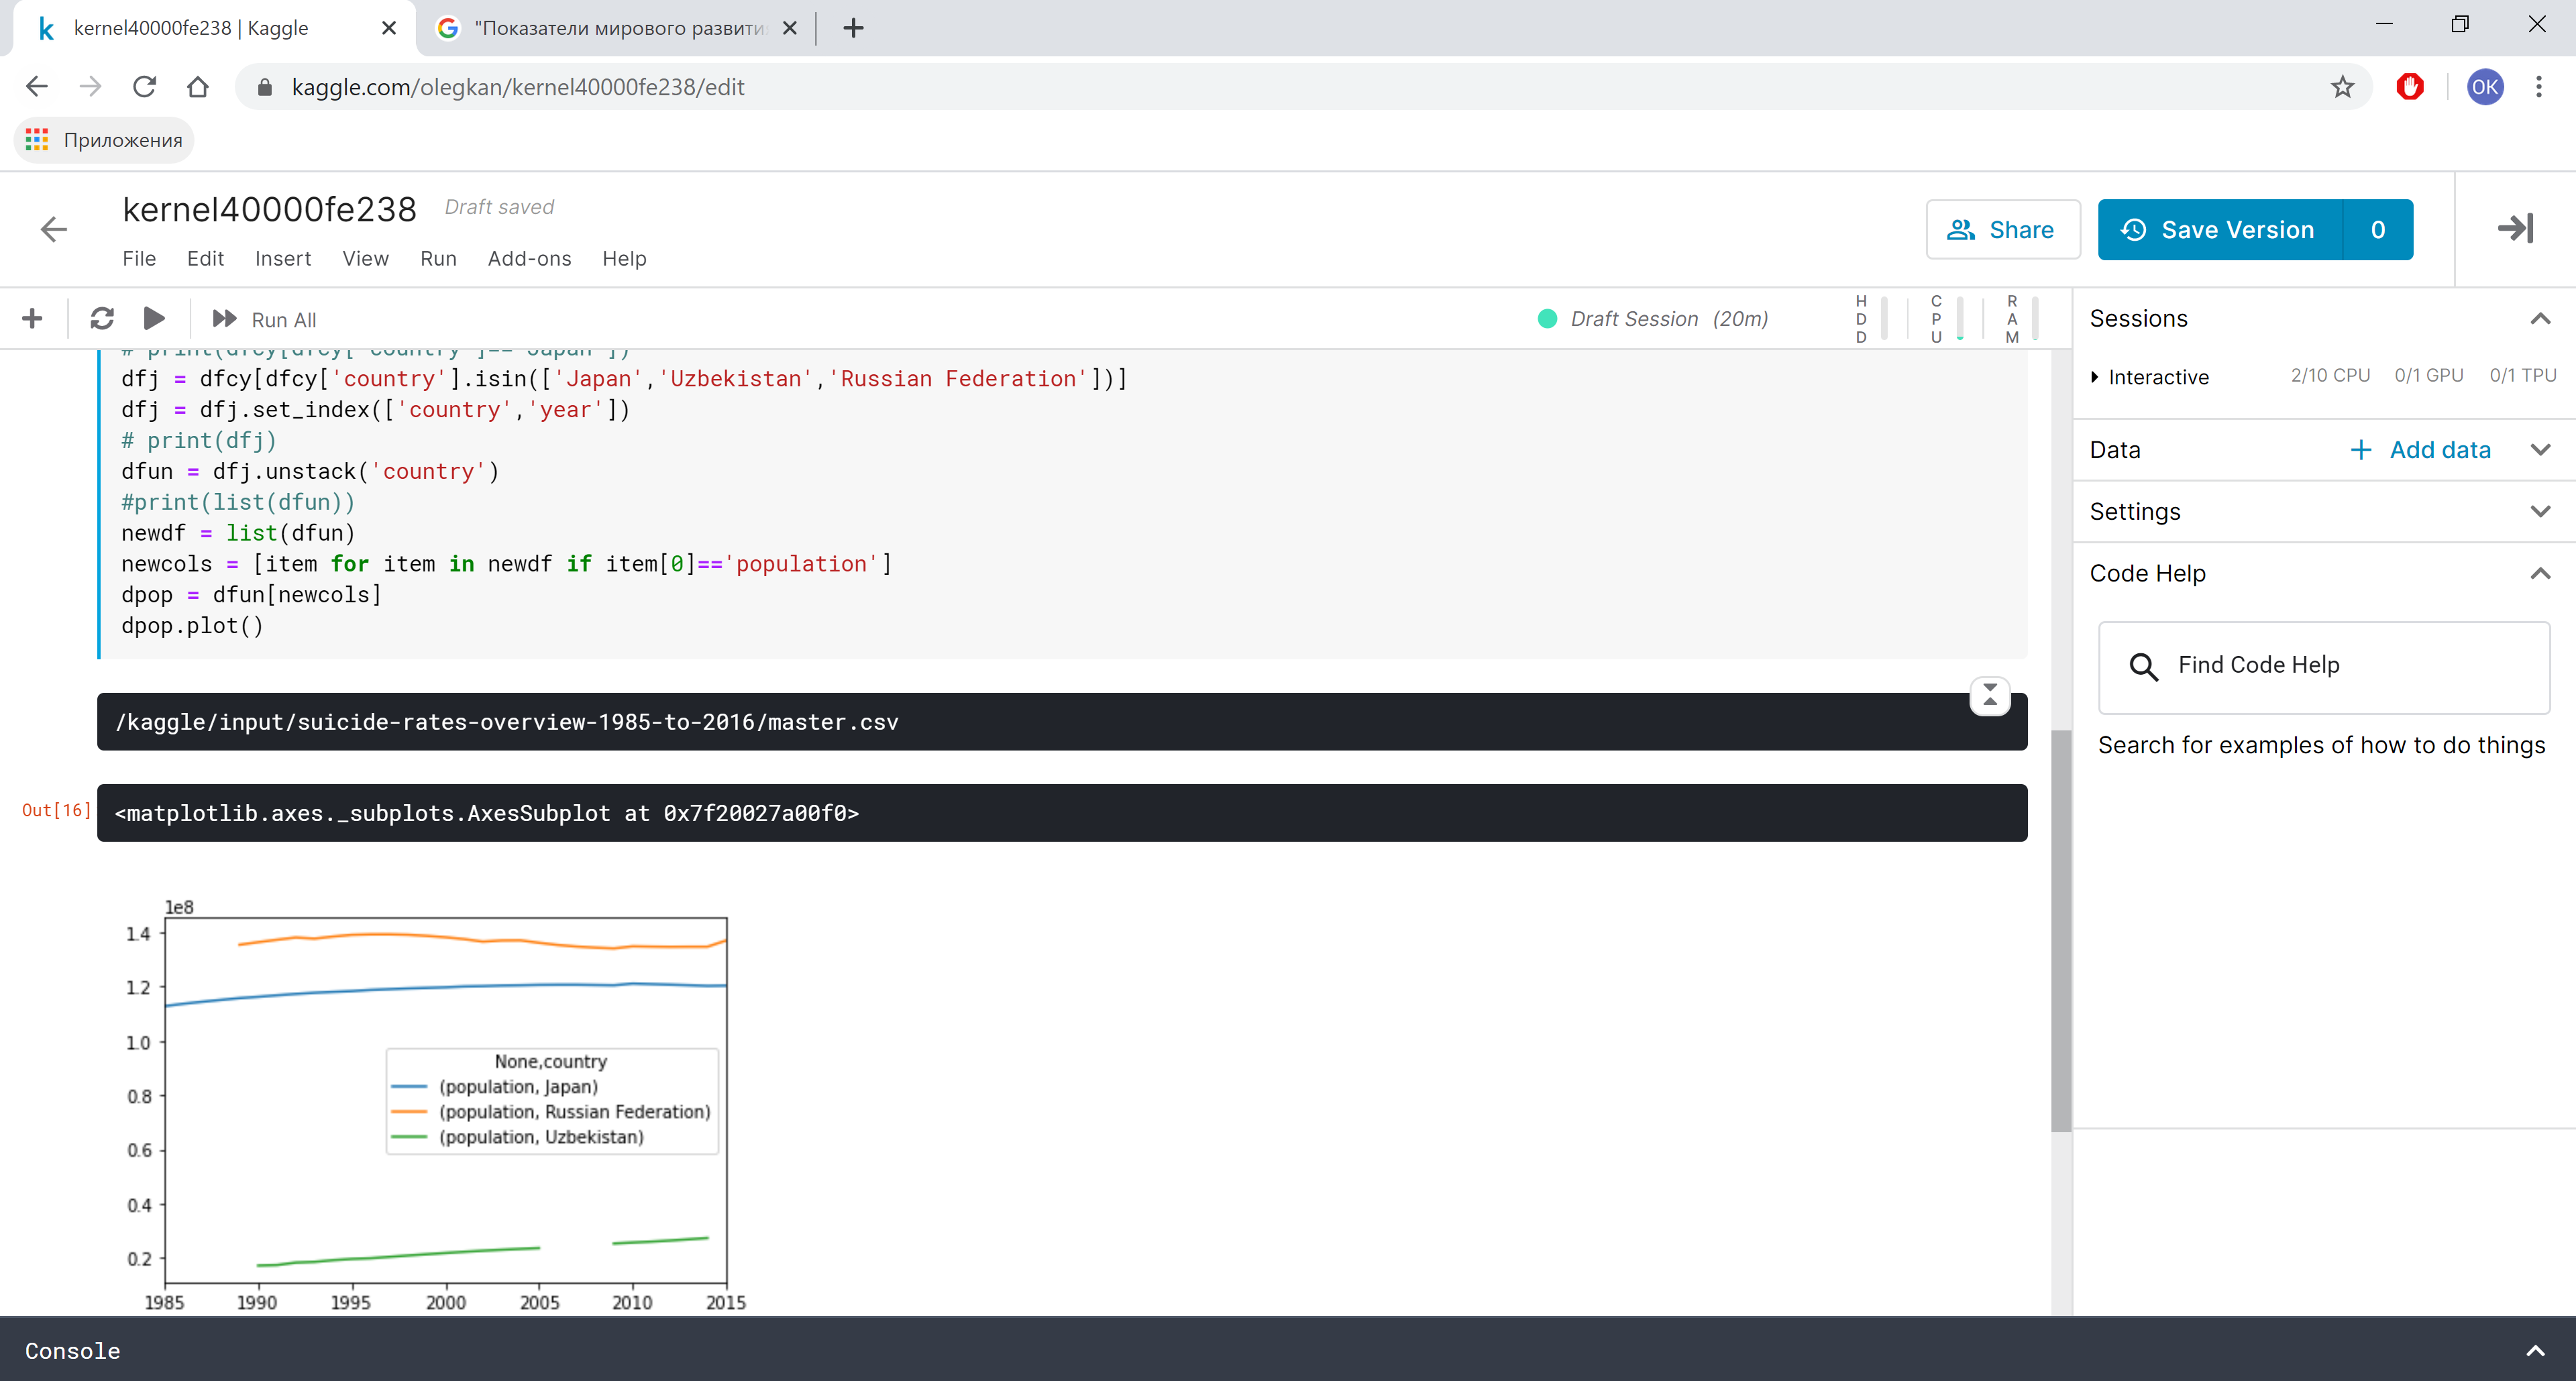 kernel40000fe238 | Kaggle
"Показатели мирового развити
kaggle.com/olegkan/kernel40000fe238/edit
OK
Приложения
kernel40000fe238
Draft saved
File Edit Insert View Run Add-ons Help
Share
Save Version 0
Run All
Draft Session (20m)
HDD
CPU
RAM
# print(dfcy[dfcy['country']=='Japan'])
dfj = dfcy[dfcy['country'].isin(['Japan','Uzbekistan','Russian Federation'])]
dfj = dfj.set_index(['country','year'])
# print(dfj)
dfun = dfj.unstack('country')
#print(list(dfun))
newdf = list(dfun)
newcols = [item for item in newdf if item[0]=='population']
dpop = dfun[newcols]
dpop.plot()
/kaggle/input/suicide-rates-overview-1985-to-2016/master.csv
Out[16]
<matplotlib.axes._subplots.AxesSubplot at 0x7f20027a00f0>
1e8
1.4
1.2
1.0
0.8
0.6
0.4
0.2
None,country
(population, Japan)
(population, Russian Federation)
(population, Uzbekistan)
1985 1990 1995 2000 2005 2010 2015
Sessions
Interactive 2/10 CPU 0/1 GPU 0/1 TPU
Data + Add data
Settings
Code Help
Find Code Help
Search for examples of how to do things
Console